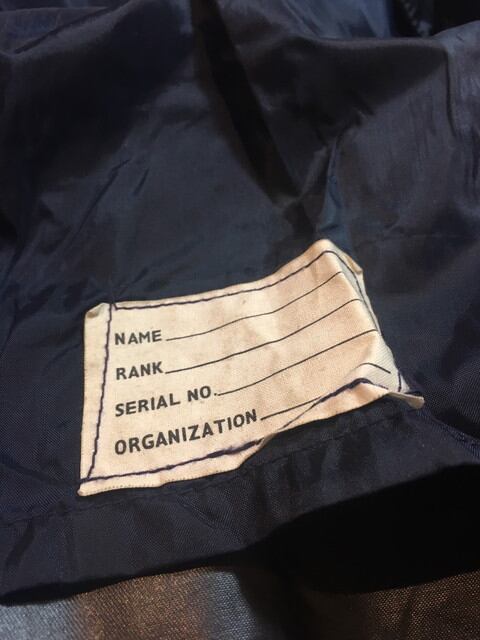 NAME
RANK
SERIAL NO.
ORGANIZATION